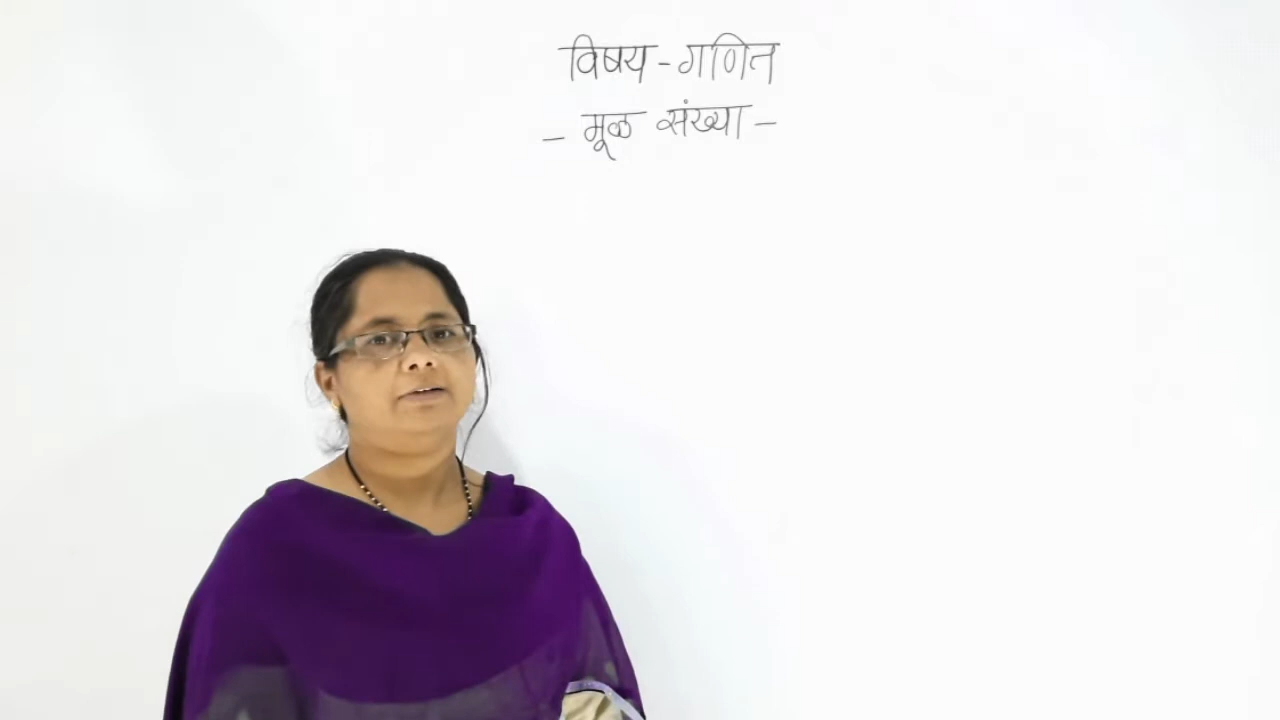 विषय - गणित
- मूळ संख्या -